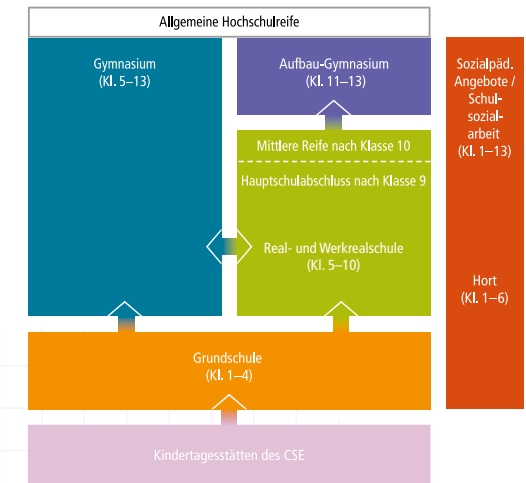 Allgemeine Hochschulreife
Gymnasium
(Kl. 5–13)
Aufbau-Gymnasium
(Kl. 11–13)
Mittlere Reife nach Klasse 10
Hauptschulabschluss nach Klasse 9
Real- und Werkrealschule
(Kl. 5–10)
Grundschule
(Kl. 1–4)
Kindertagesstätten des CSE
Sozialpäd.
Angebote /
Schul-
sozial-
arbeit
(Kl. 1–13)
Hort
(Kl. 1–6)